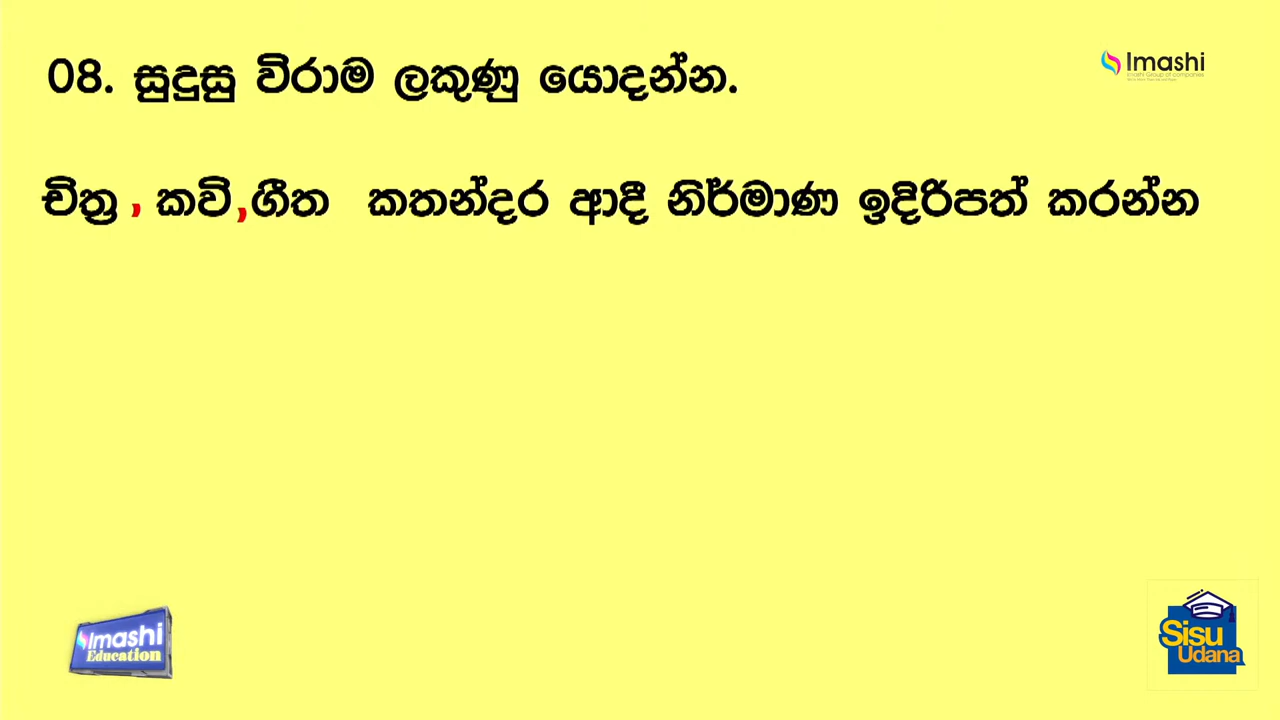 08. සුදුසු විරාම ලකුණු යොදන්න.
Imashi
චිත්‍ර , කවි ,ගීත කතන්දර ආදී නිර්මාණ ඉදිරිපත් කරන්න
Imashi
Education
Sisu
Udana